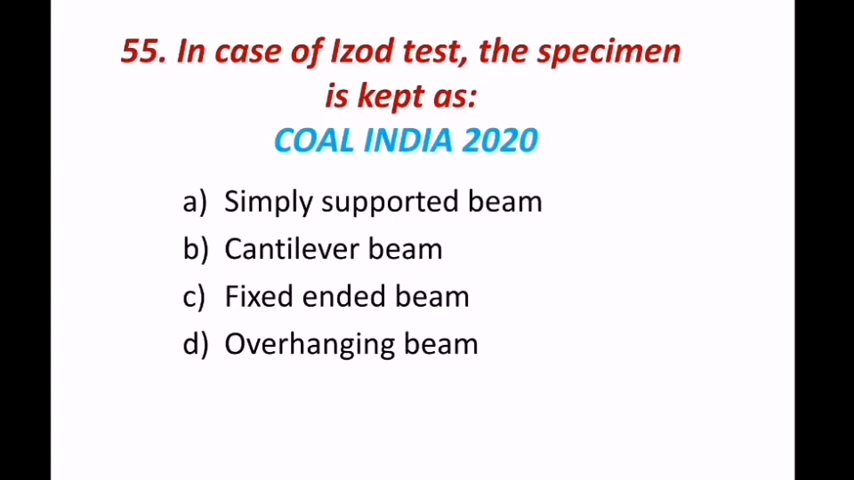 55. In case of Izod test, the specimen
is kept as:
COAL INDIA 2020
a) Simply supported beam
b) Cantilever beam
c) Fixed ended beam
d) Overhanging beam